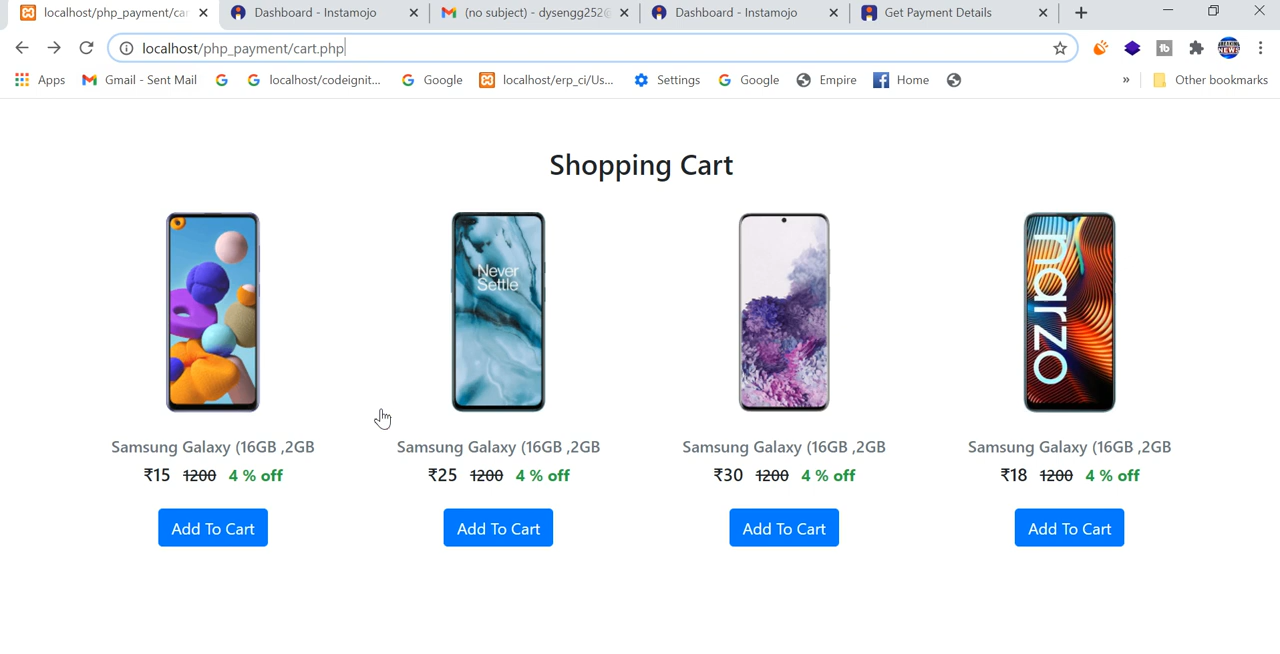 localhost/php_payment/car
Dashboard - Instamojo
(no subject) - dysengg252@
Dashboard - Instamojo
Get Payment Details
localhost/php_payment/cart.php
Apps
Gmail - Sent Mail
localhost/codeignit...
Google
localhost/erp_ci/Us...
Settings
Google
Empire
Home
»
Other bookmarks
Shopping Cart
Never
Settle
narzo
Samsung Galaxy (16GB ,2GB
Samsung Galaxy (16GB ,2GB
Samsung Galaxy (16GB ,2GB
Samsung Galaxy (16GB ,2GB
₹15 1200 4 % off
₹25 1200 4 % off
₹30 1200 4 % off
₹18 1200 4 % off
Add To Cart
Add To Cart
Add To Cart
Add To Cart